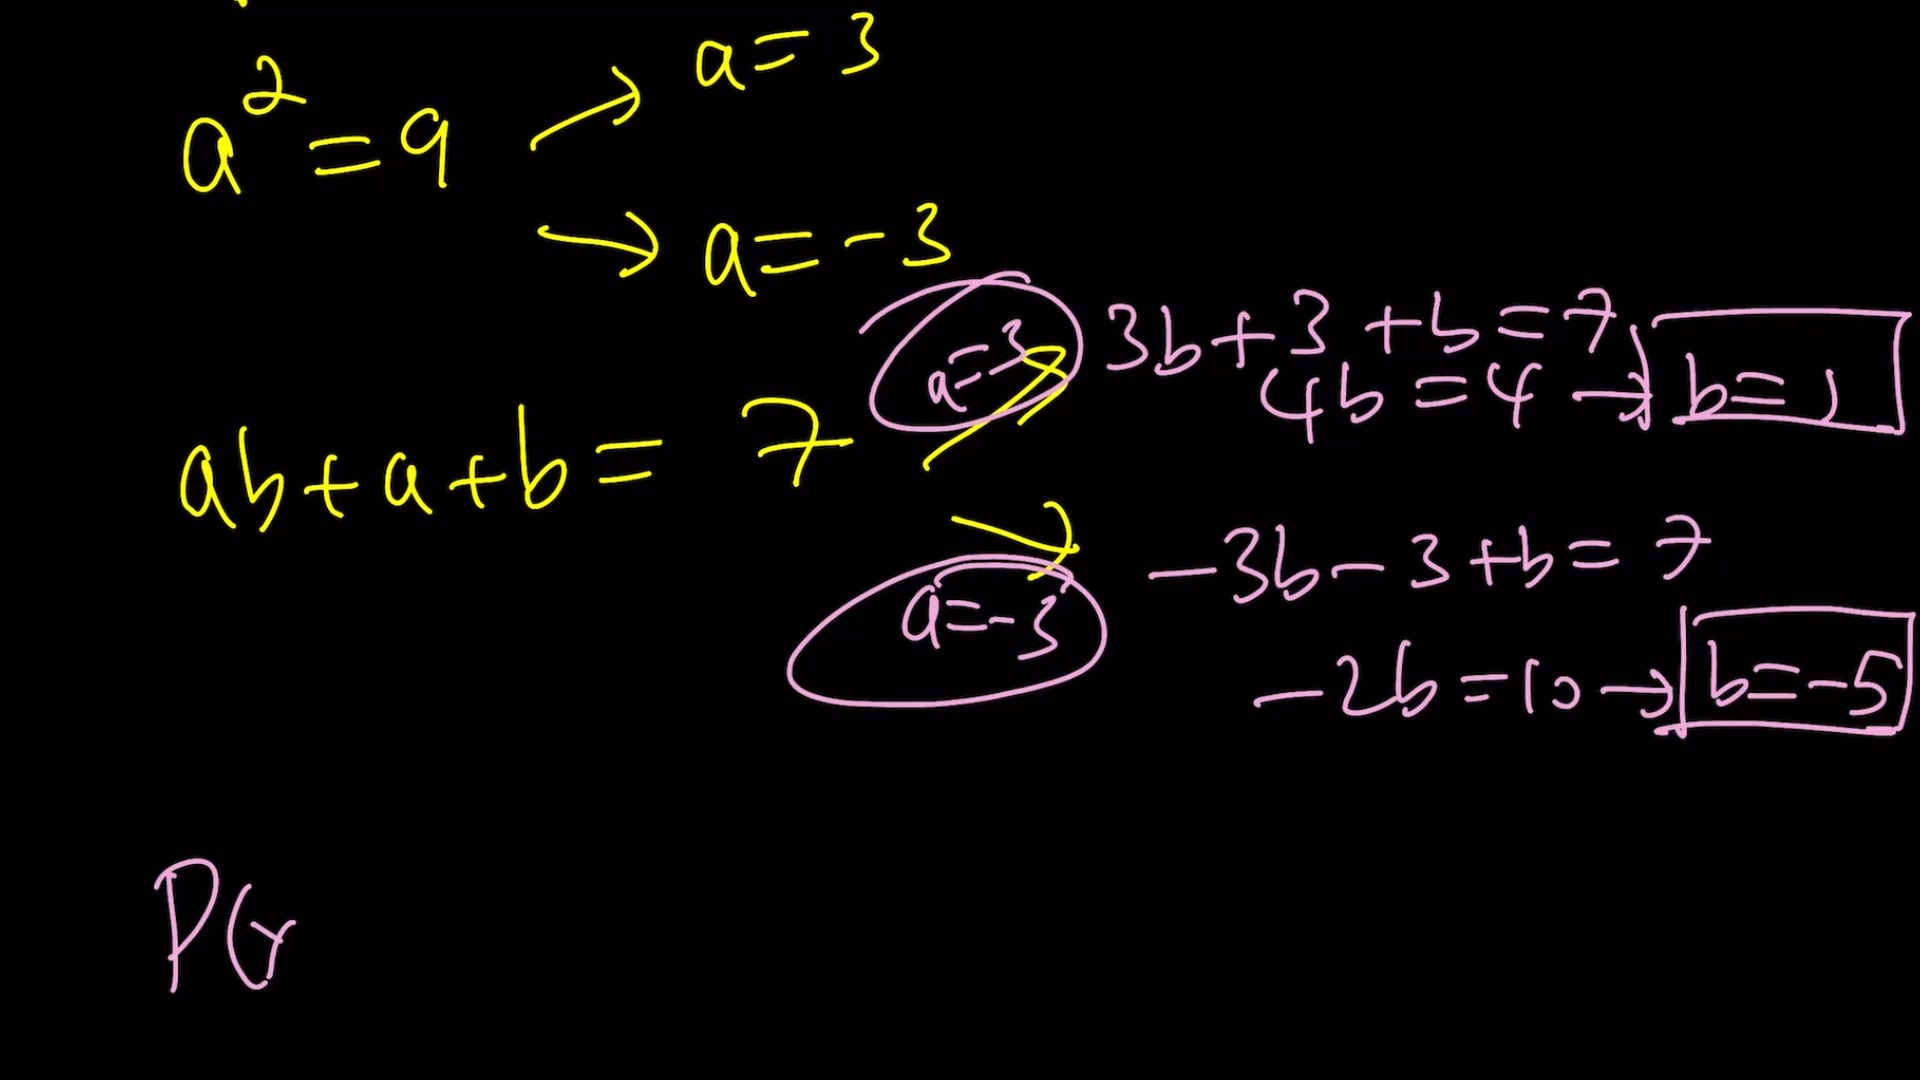 a² = 9 → a = 3
→ a = -3
ab + a + b = 7
a = 3 3b + 3 + b = 7
4b = 4 → b = 1
a = -3 -3b - 3 + b = 7
-2b = 10 → b = -5
P(x